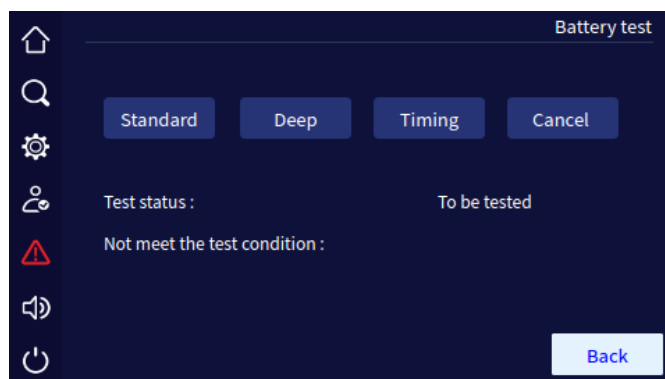 Battery test
Standard Deep Timing Cancel
Test status : To be tested
Not meet the test condition :
Back